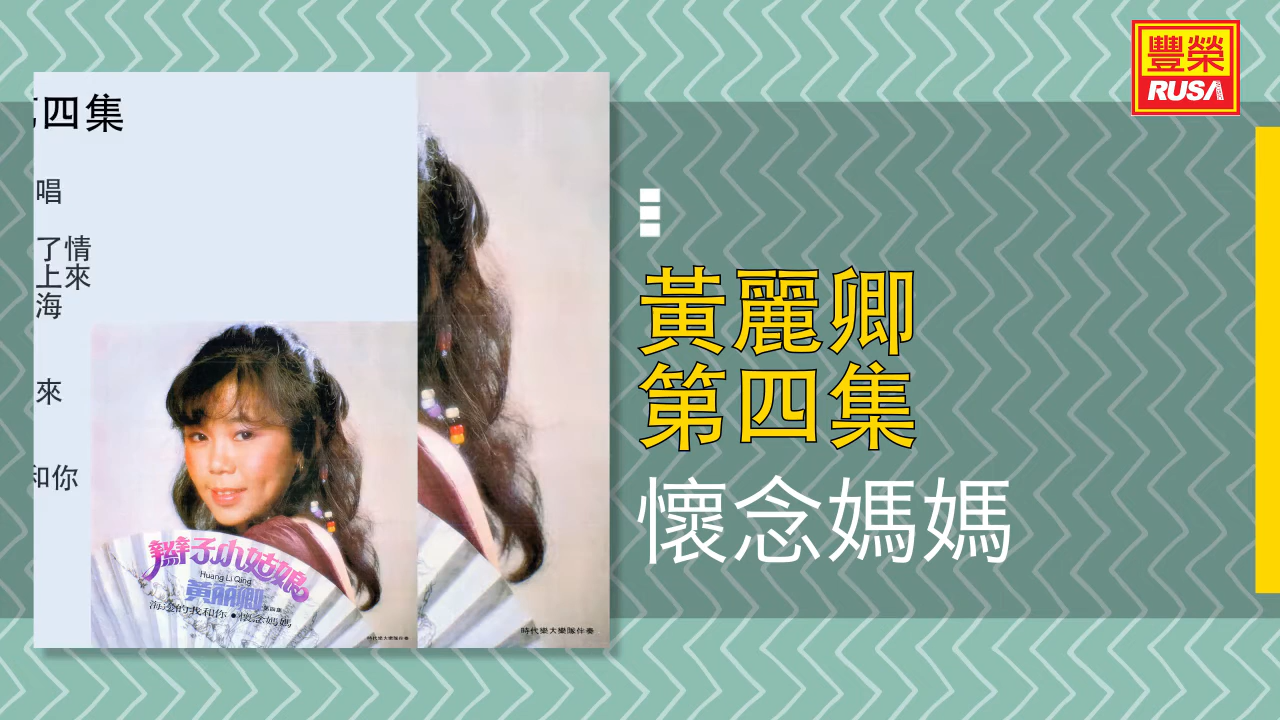 豐榮
RUSA
四集
唱
了情
上來
海
來
和你
辮子小姑娘
Huang Li Qing
黃麗卿 第四集
海邊的我和你 • 懷念媽媽
時代樂大樂隊伴奏
時代樂大樂隊伴奏
黃麗卿
第四集
懷念媽媽